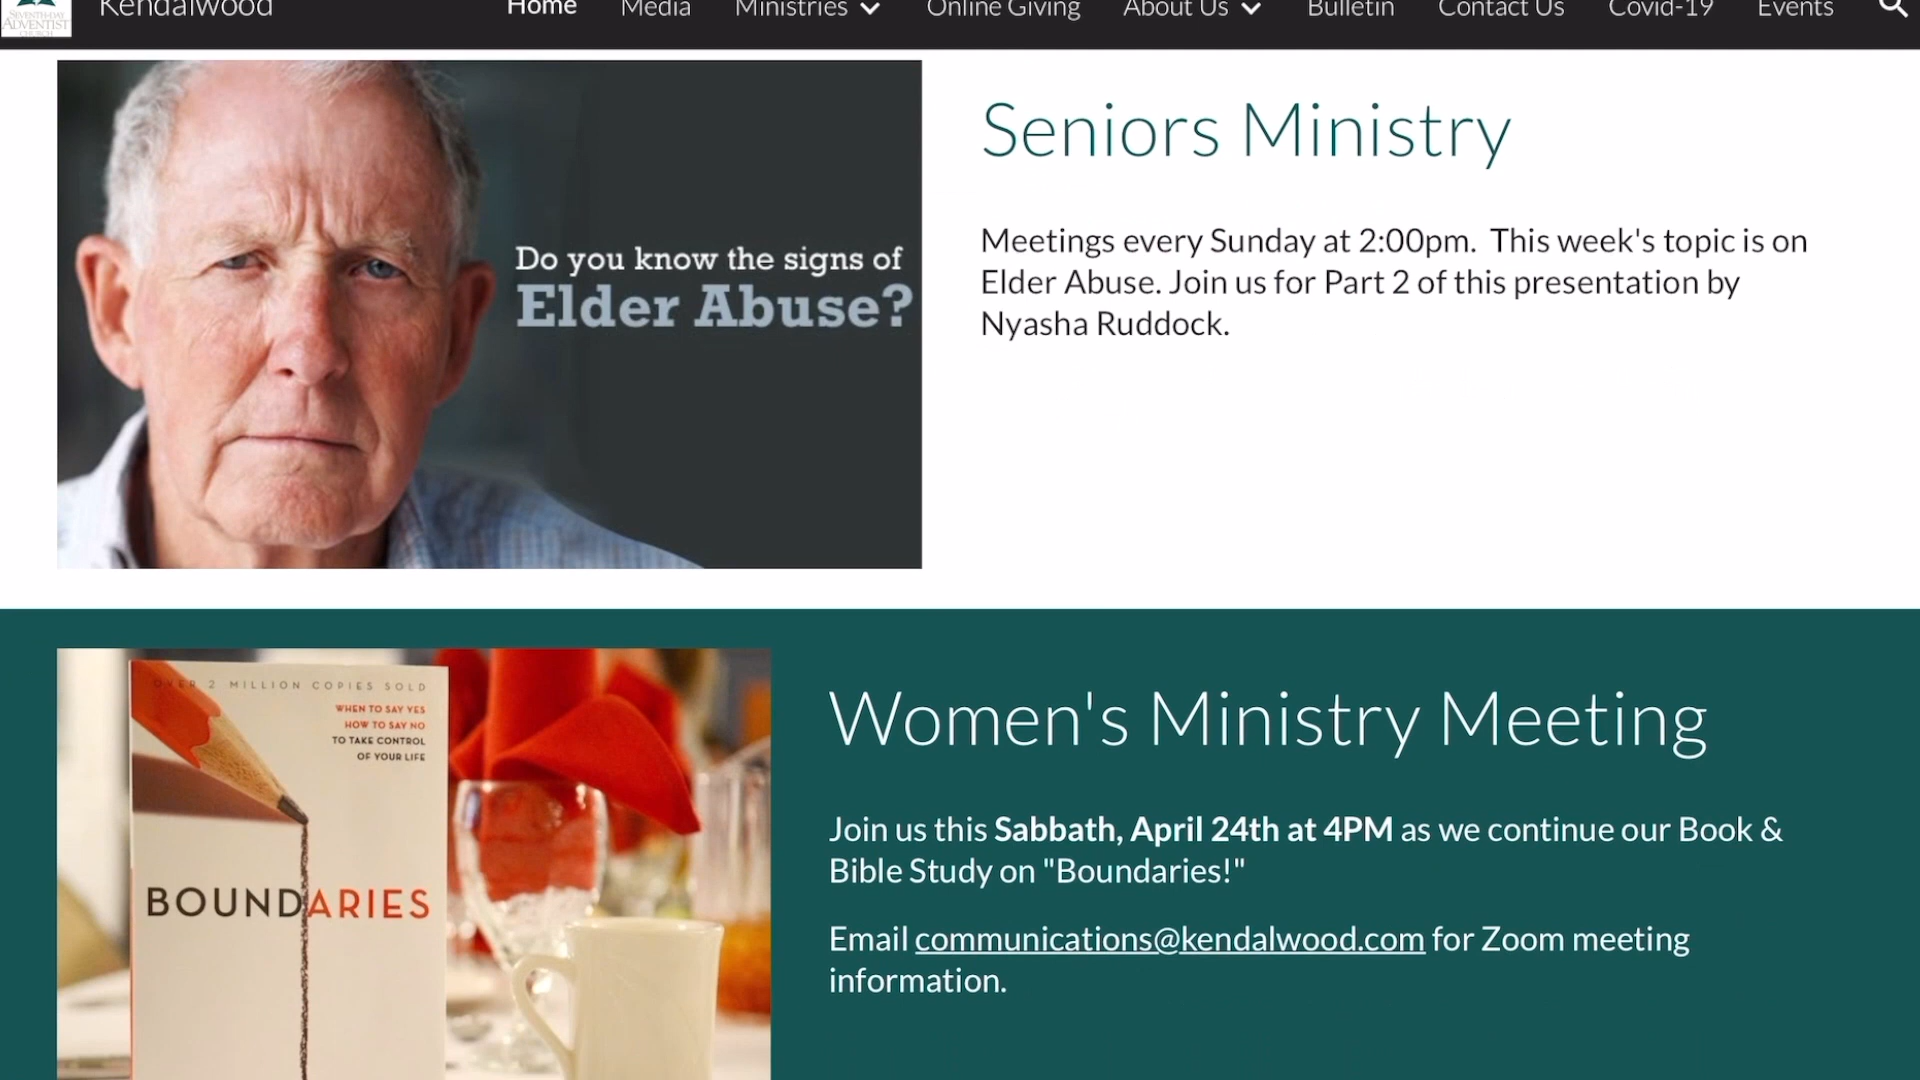 SEVENTH-DAY
ADVENTIST
CHURCH
Kendalwood
Home Media Ministries Online Giving About Us Bulletin Contact Us Covid-19 Events
Do you know the signs of
Elder Abuse?
Seniors Ministry
Meetings every Sunday at 2:00pm.  This week's topic is on
Elder Abuse. Join us for Part 2 of this presentation by
Nyasha Ruddock.
OVER 2 MILLION COPIES SOLD
WHEN TO SAY YES
HOW TO SAY NO
TO TAKE CONTROL
OF YOUR LIFE
BOUNDARIES
Women's Ministry Meeting
Join us this Sabbath, April 24th at 4PM as we continue our Book &
Bible Study on "Boundaries!"
Email communications@kendalwood.com for Zoom meeting
information.